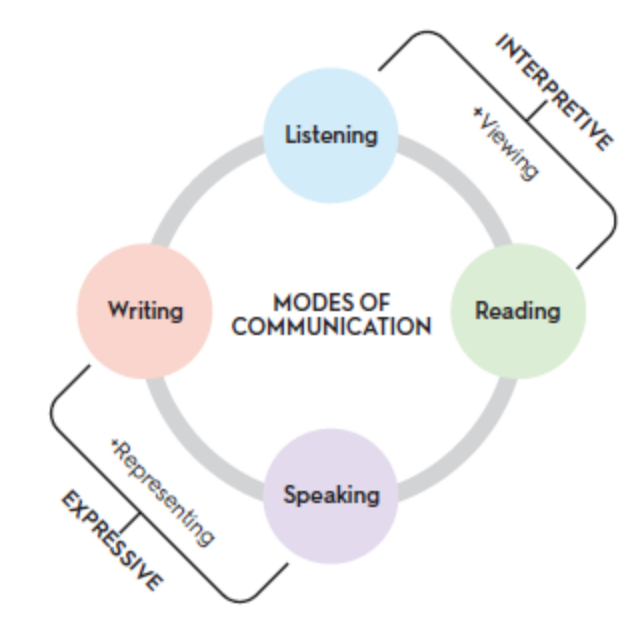 INTERPRETIVE
+Viewing
Listening
Writing
MODES OF
COMMUNICATION
Reading
Speaking
+Representing
EXPRESSIVE